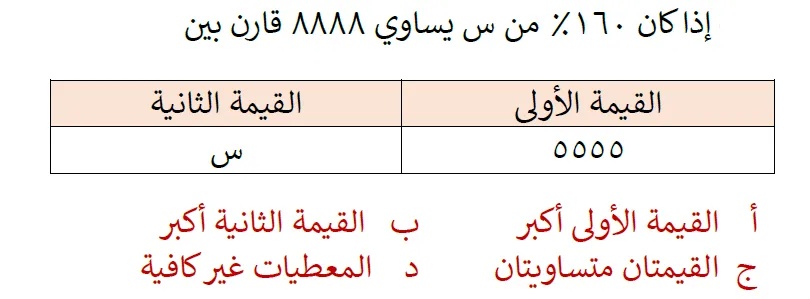 إذا كان ١٦٠٪ من س يساوي ٨٨٨٨ قارن بين
القيمة الأولى القيمة الثانية
٥٥٥٥ س
أ القيمة الأولى أكبر ب القيمة الثانية أكبر
ج القيمتان متساويتان د المعطيات غير كافية